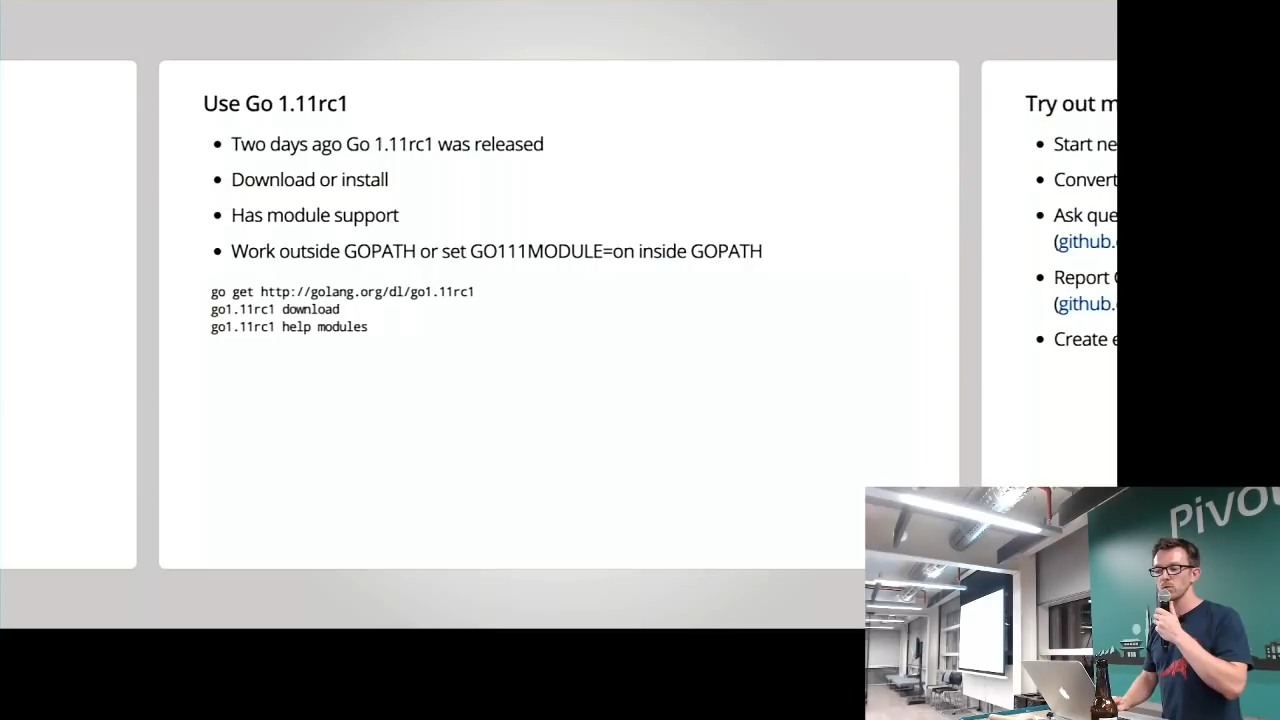 Use Go 1.11rc1
Two days ago Go 1.11rc1 was released
Download or install
Has module support
Work outside GOPATH or set GO111MODULE=on inside GOPATH
go get http://golang.org/dl/go1.11rc1
go1.11rc1 download
go1.11rc1 help modules
Try out m
Start ne
Convert
Ask que
(github.
Report
(github.
Create
Pivo